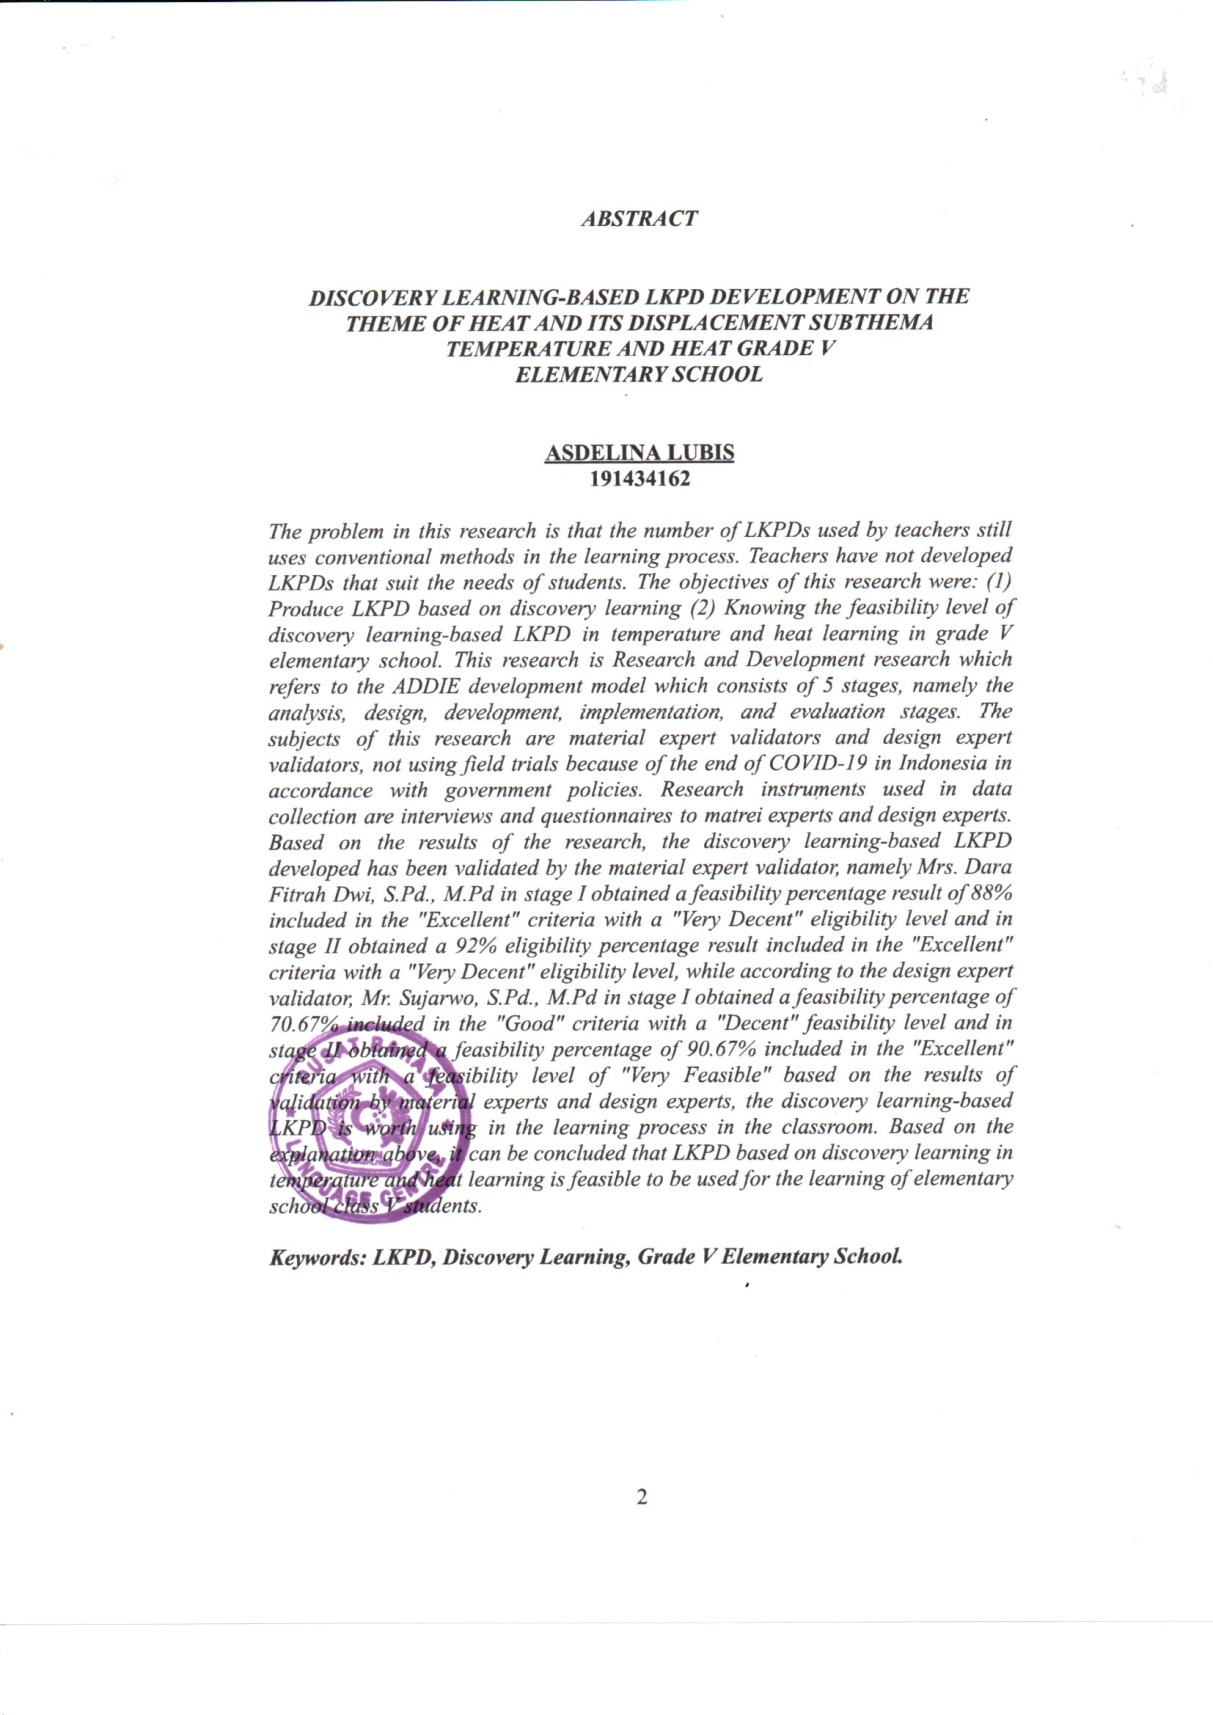 ABSTRACT
DISCOVERY LEARNING-BASED LKPD DEVELOPMENT ON THE
THEME OF HEAT AND ITS DISPLACEMENT SUBTHEMA
TEMPERATURE AND HEAT GRADE V
ELEMENTARY SCHOOL
ASDELINA LUBIS
191434162
The problem in this research is that the number of LKPDs used by teachers still
uses conventional methods in the learning process. Teachers have not developed
LKPDs that suit the needs of students. The objectives of this research were: (1)
Produce LKPD based on discovery learning (2) Knowing the feasibility level of
discovery learning-based LKPD in temperature and heat learning in grade V
elementary school. This research is Research and Development research which
refers to the ADDIE development model which consists of 5 stages, namely the
analysis, design, development, implementation, and evaluation stages. The
subjects of this research are material expert validators and design expert
validators, not using field trials because of the end of COVID-19 in Indonesia in
accordance with government policies. Research instruments used in data
collection are interviews and questionnaires to matrei experts and design experts.
Based on the results of the research, the discovery learning-based LKPD
developed has been validated by the material expert validator, namely Mrs. Dara
Fitrah Dwi, S.Pd., M.Pd in stage I obtained a feasibility percentage result of 88%
included in the "Excellent" criteria with a "Very Decent" eligibility level and in
stage II obtained a 92% eligibility percentage result included in the "Excellent"
criteria with a "Very Decent" eligibility level, while according to the design expert
validator, Mr. Sujarwo, S.Pd., M.Pd in stage I obtained a feasibility percentage of
70.67% included in the "Good" criteria with a "Decent" feasibility level and in
stage II obtained a feasibility percentage of 90.67% included in the "Excellent"
criteria with a feasibility level of "Very Feasible" based on the results of
validation by material experts and design experts, the discovery learning-based
LKPD is worth using in the learning process in the classroom. Based on the
explanation above, it can be concluded that LKPD based on discovery learning in
temperature and heat learning is feasible to be used for the learning of elementary
school class V students.
PUSAT BAHASA
LANGUAGE CENTRE
Keywords: LKPD, Discovery Learning, Grade V Elementary School.
2